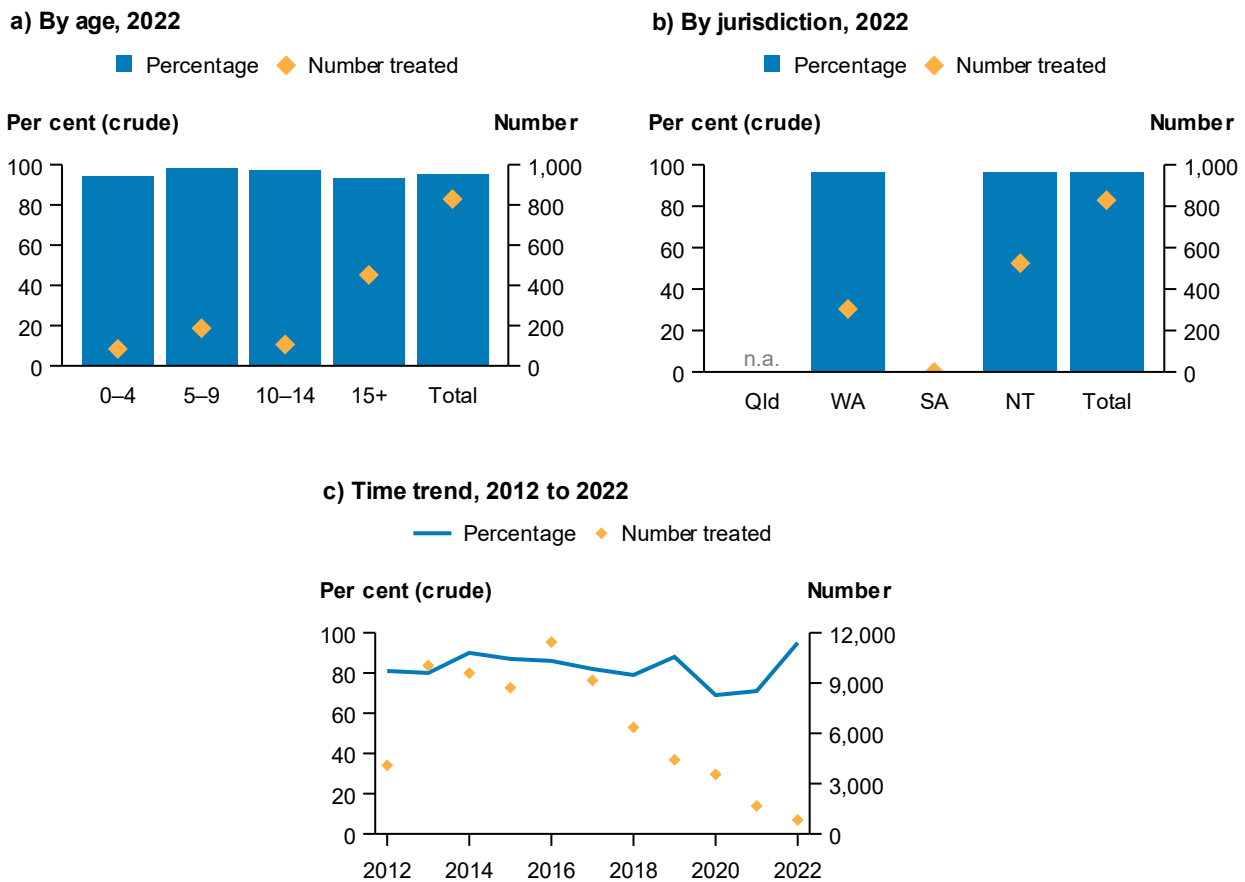 a) By age, 2022
Percentage Number treated
Per cent (crude) Number
100 1,000
80 800
60 600
40 400
20 200
0 0
0–4 5–9 10–14 15+ Total
b) By jurisdiction, 2022
Percentage Number treated
Per cent (crude) Number
100 1,000
80 800
60 600
40 400
20 200
n.a.
0 0
Qld WA SA NT Total
c) Time trend, 2012 to 2022
Percentage Number treated
Per cent (crude) Number
100 12,000
80 9,000
60 6,000
40 3,000
20 0
0
2012 2014 2016 2018 2020 2022